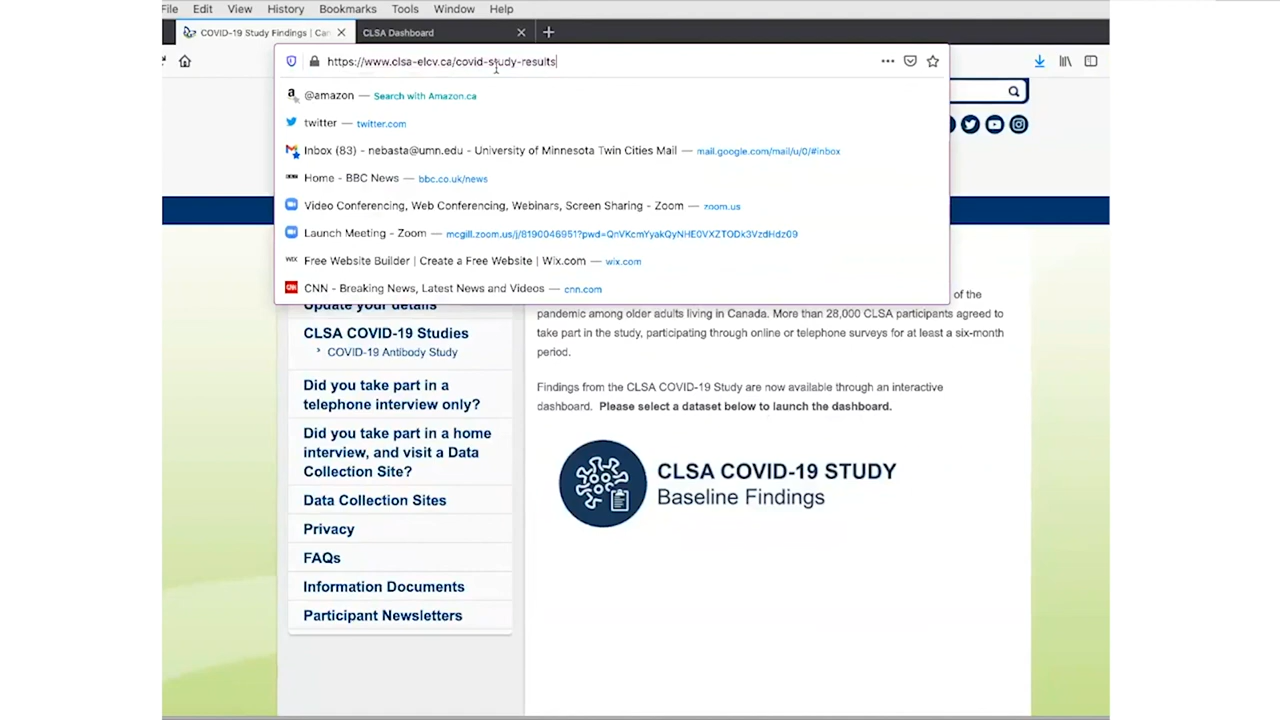 File Edit View History Bookmarks Tools Window Help
COVID-19 Study Findings | Can
CLSA Dashboard
https://www.clsa-elcv.ca/covid-study-results
@amazon — Search with Amazon.ca
twitter — twitter.com
Inbox (83) - nebasta@umn.edu - University of Minnesota Twin Cities Mail — mail.google.com/mail/u/0/#inbox
Home - BBC News — bbc.co.uk/news
Video Conferencing, Web Conferencing, Webinars, Screen Sharing - Zoom — zoom.us
Launch Meeting - Zoom — mcgill.zoom.us/j/8190046951?pwd=QnVKcmYyakQyNHE0VXZTODk3VzdHdz09
Free Website Builder | Create a Free Website | Wix.com — wix.com
CNN - Breaking News, Latest News and Videos — cnn.com
Update your details
CLSA COVID-19 Studies
COVID-19 Antibody Study
Did you take part in a
telephone interview only?
Did you take part in a home
interview, and visit a Data
Collection Site?
Data Collection Sites
Privacy
FAQs
Information Documents
Participant Newsletters
of the
pandemic among older adults living in Canada. More than 28,000 CLSA participants agreed to
take part in the study, participating through online or telephone surveys for at least a six-month
period.
Findings from the CLSA COVID-19 Study are now available through an interactive
dashboard. Please select a dataset below to launch the dashboard.
CLSA COVID-19 STUDY
Baseline Findings